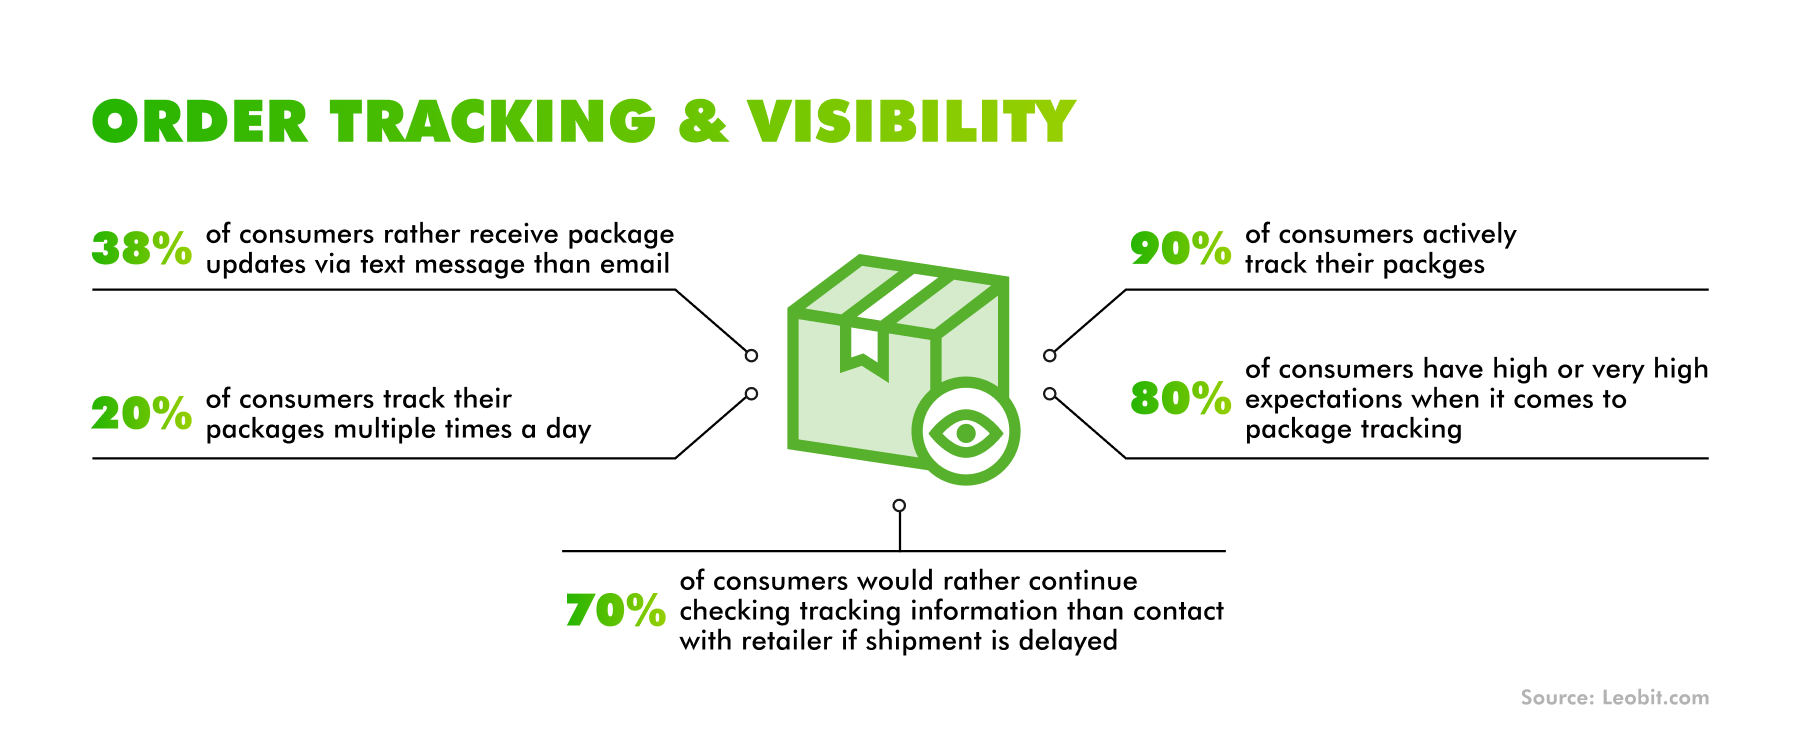 ORDER TRACKING & VISIBILITY
38% of consumers rather receive package
updates via text message than email
20% of consumers track their
packages multiple times a day
90% of consumers actively
track their packges
80% of consumers have high or very high
expectations when it comes to
package tracking
70% of consumers would rather continue
checking tracking information than contact
with retailer if shipment is delayed
Source: Leobit.com